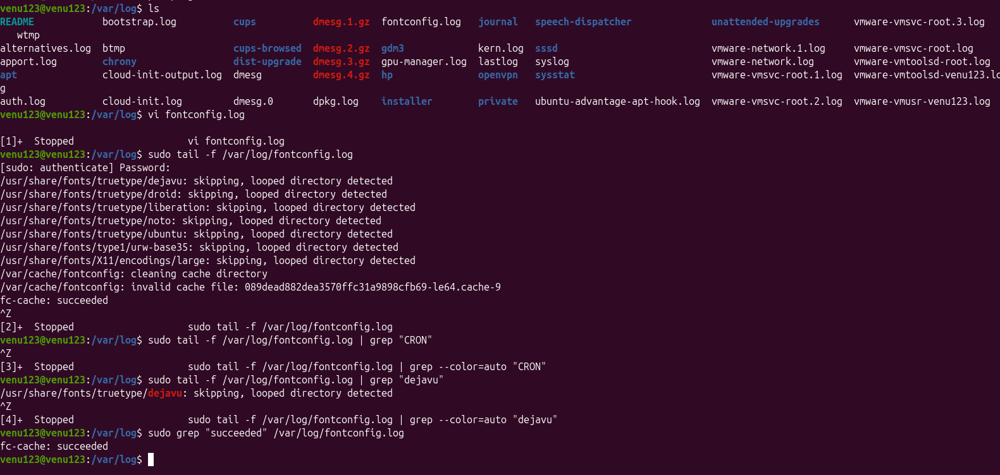 venu123@venu123:/var/log$ ls
README            bootstrap.log          cups          dmesg.1.gz  fontconfig.log   journal   speech-dispatcher              unattended-upgrades      vmware-vmsvc-root.3.log
   wtmp
alternatives.log  btmp                   cups-browsed  dmesg.2.gz  gdm3             kern.log  sssd                           vmware-network.1.log     vmware-vmsvc-root.log
apport.log        chrony                 dist-upgrade  dmesg.3.gz  gpu-manager.log  lastlog   syslog                         vmware-network.log       vmware-vmtoolsd-root.log
apt               cloud-init-output.log  dmesg         dmesg.4.gz  hp               openvpn   sysstat                        vmware-vmsvc-root.1.log  vmware-vmtoolsd-venu123.lo
g
auth.log          cloud-init.log         dmesg.0       dpkg.log    installer        private   ubuntu-advantage-apt-hook.log  vmware-vmsvc-root.2.log  vmware-vmusr-venu123.log
venu123@venu123:/var/log$ vi fontconfig.log
[1]+  Stopped                    vi fontconfig.log
venu123@venu123:/var/log$ sudo tail -f /var/log/fontconfig.log
[sudo: authenticate] Password:
/usr/share/fonts/truetype/dejavu: skipping, looped directory detected
/usr/share/fonts/truetype/droid: skipping, looped directory detected
/usr/share/fonts/truetype/liberation: skipping, looped directory detected
/usr/share/fonts/truetype/noto: skipping, looped directory detected
/usr/share/fonts/truetype/ubuntu: skipping, looped directory detected
/usr/share/fonts/type1/urw-base35: skipping, looped directory detected
/usr/share/fonts/X11/encodings/large: skipping, looped directory detected
/var/cache/fontconfig: cleaning cache directory
/var/cache/fontconfig: invalid cache file: 089dead882dea3570ffc31a9898cfb69-le64.cache-9
fc-cache: succeeded
^Z
[2]+  Stopped                    sudo tail -f /var/log/fontconfig.log
venu123@venu123:/var/log$ sudo tail -f /var/log/fontconfig.log | grep "CRON"
^Z
[3]+  Stopped                    sudo tail -f /var/log/fontconfig.log | grep --color=auto "CRON"
venu123@venu123:/var/log$ sudo tail -f /var/log/fontconfig.log | grep "dejavu"
/usr/share/fonts/truetype/dejavu: skipping, looped directory detected
^Z
[4]+  Stopped                    sudo tail -f /var/log/fontconfig.log | grep --color=auto "dejavu"
venu123@venu123:/var/log$ sudo grep "succeeded" /var/log/fontconfig.log
fc-cache: succeeded
venu123@venu123:/var/log$